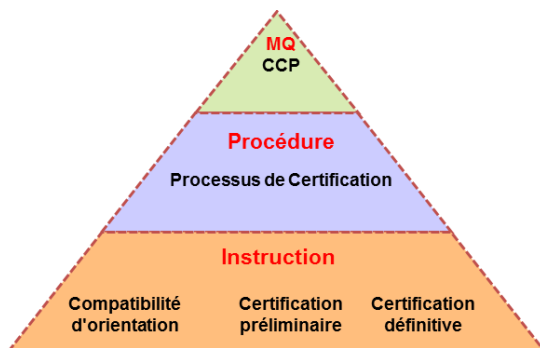 MQ
CCP
Procédure
Processus de Certification
Instruction
Compatibilité
d'orientation
Certification
préliminaire
Certification
définitive